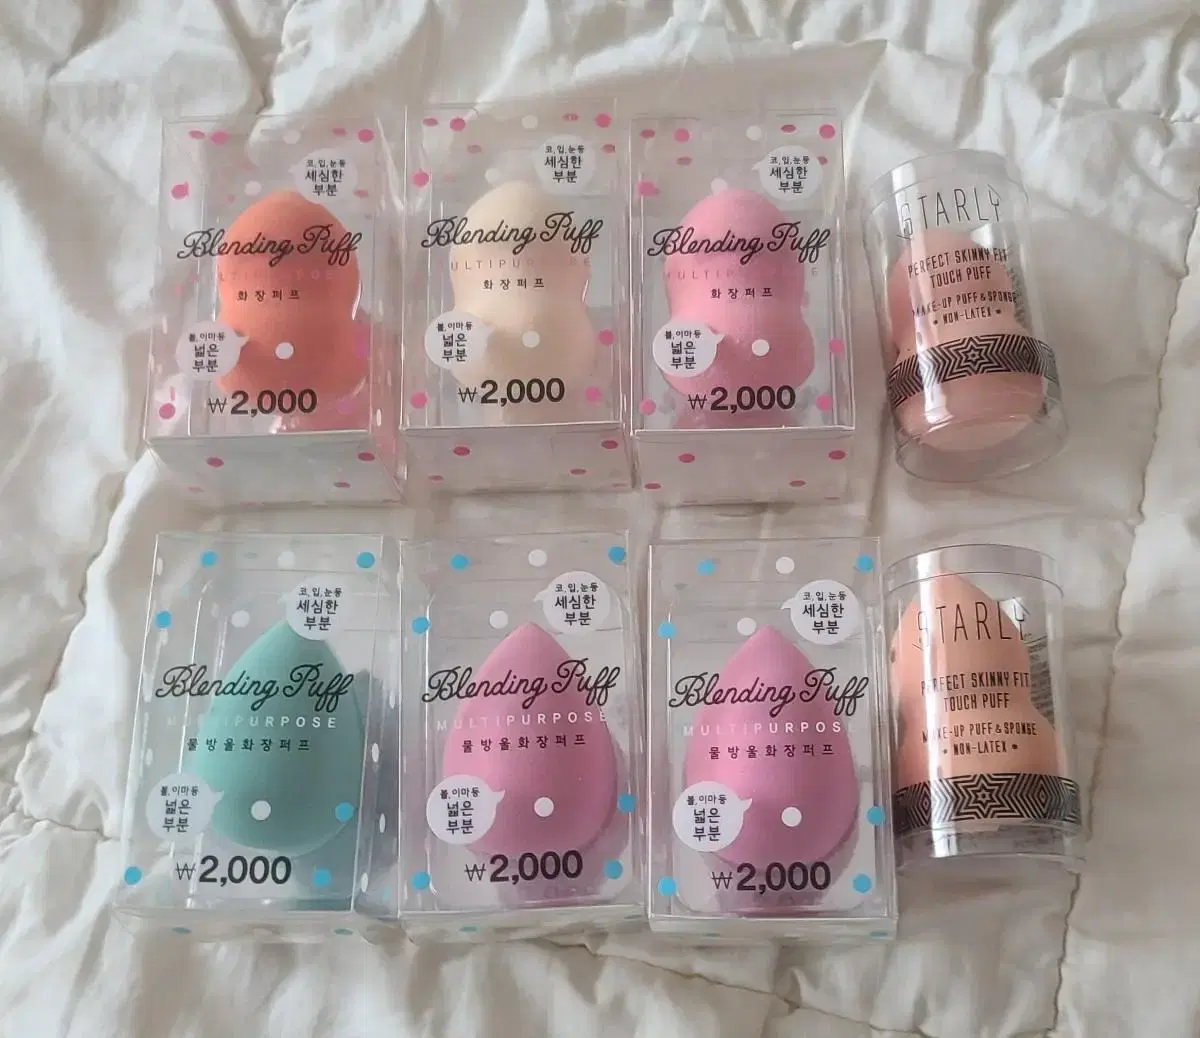 코, 입, 눈등
세심한
부분
Blending Puff
LTIPURPOSE
화장퍼프
볼, 이마등
넓은
부분
₩2,000
코, 입, 눈등
세심한
부분
Blending Puff
ULTIPURPOSE
화장퍼프
볼, 이마등
넓은
부분
₩2,000
코, 입, 눈등
세심한
부분
Blending Puff
MULTIPURPOSE
화장퍼프
볼, 이마등
넓은
부분
₩2,000
STARLY
PERFECT SKINNY FIT
TOUCH PUFF
MAKE-UP PUFF & SPONGE
* NON-LATEX *
코, 입, 눈등
세심한
부분
Blending Puff
MULTIPURPOSE
물방울화장퍼프
볼, 이마등
넓은
부분
₩2,000
코, 입, 눈등
세심한
부분
Blending Puff
MULTIPURPOSE
물방울화장퍼프
볼, 이마등
넓은
부분
₩2,000
코, 입, 눈등
세심한
부분
Blending Puff
MULTIPURPOSE
물방울화장퍼프
볼, 이마등
넓은
부분
₩2,000
STARLY
PERFECT SKINNY FIT
TOUCH PUFF
MAKE-UP PUFF & SPONGE
* NON-LATEX *